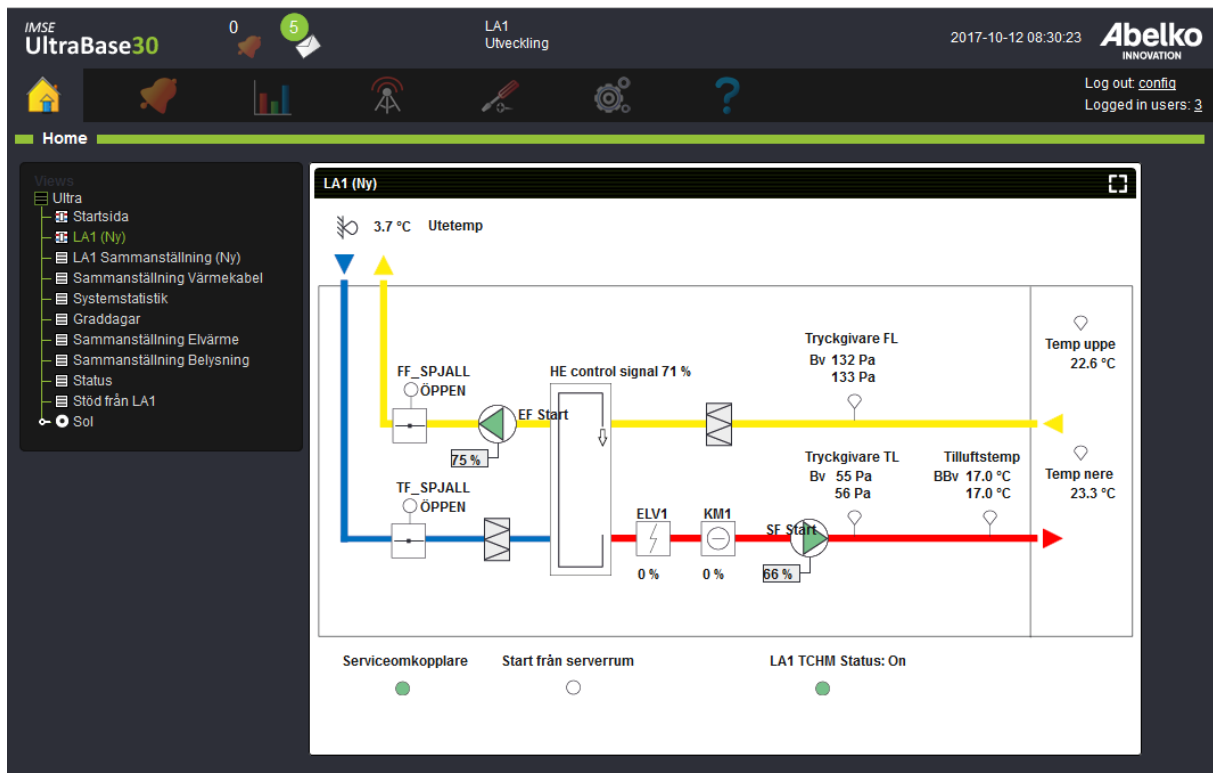 IMSE
UltraBase30
0
5
LA1
Utveckling
2017-10-12 08:30:23
Abelko
INNOVATION
Log out: config
Logged in users: 3
Home
Views
Ultra
Startsida
LA1 (Ny)
LA1 Sammanställning (Ny)
Sammanställning Värmekabel
Systemstatistik
Graddagar
Sammanställning Elvärme
Sammanställning Belysning
Status
Stöd från LA1
Sol
LA1 (Ny)
3.7 °C Utetemp
Tryckgivare FL
Bv 132 Pa
133 Pa
Temp uppe
22.6 °C
FF_SPJALL
ÖPPEN
HE control signal 71 %
EF Start
75 %
TF_SPJALL
ÖPPEN
Tryckgivare TL
Bv 55 Pa
56 Pa
Tilluftstemp
BBv 17.0 °C
17.0 °C
Temp nere
23.3 °C
ELV1
KM1
SF Start
0 %
0 %
66 %
Serviceomkopplare
Start från serverrum
LA1 TCHM Status: On